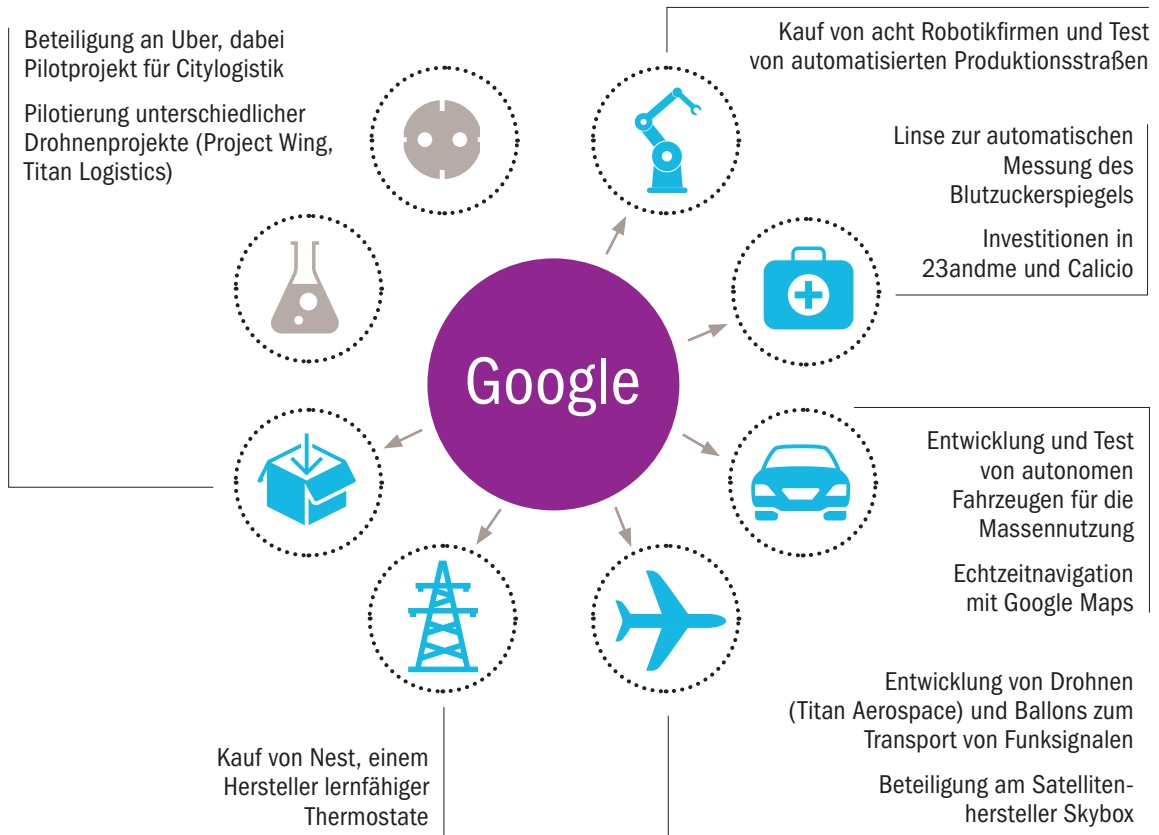 Beteiligung an Uber, dabei
Pilotprojekt für Citylogistik
Pilotierung unterschiedlicher
Drohnenprojekte (Project Wing,
Titan Logistics)
Kauf von acht Robotikfirmen und Test
von automatisierten Produktionsstraßen
Linse zur automatischen
Messung des
Blutzuckerspiegels
Investitionen in
23andme und Calicio
Google
Entwicklung und Test
von autonomen
Fahrzeugen für die
Massennutzung
Echtzeitnavigation
mit Google Maps
Entwicklung von Drohnen
(Titan Aerospace) und Ballons zum
Transport von Funksignalen
Beteiligung am Satelliten-
hersteller Skybox
Kauf von Nest, einem
Hersteller lernfähiger
Thermostate